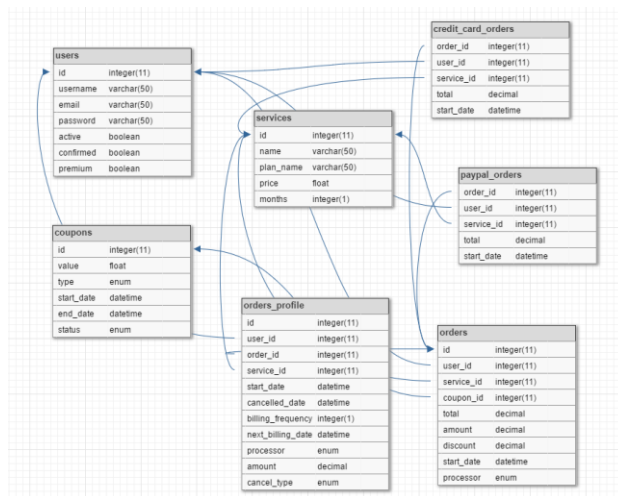 credit_card_orders
order_id integer(11)
user_id integer(11)
service_id integer(11)
total decimal
start_date datetime
users
id integer(11)
username varchar(50)
email varchar(50)
password varchar(50)
active boolean
confirmed boolean
premium boolean
services
id integer(11)
name varchar(50)
plan_name varchar(50)
price float
months integer(1)
paypal_orders
order_id integer(11)
user_id integer(11)
service_id integer(11)
total decimal
start_date datetime
coupons
id integer(11)
value float
type enum
start_date datetime
end_date datetime
status enum
orders_profile
id integer(11)
user_id integer(11)
order_id integer(11)
service_id integer(11)
start_date datetime
cancelled_date datetime
billing_frequency integer(1)
next_billing_date datetime
processor enum
amount decimal
cancel_type enum
orders
id integer(11)
user_id integer(11)
service_id integer(11)
coupon_id integer(11)
total decimal
amount decimal
discount decimal
start_date datetime
processor enum